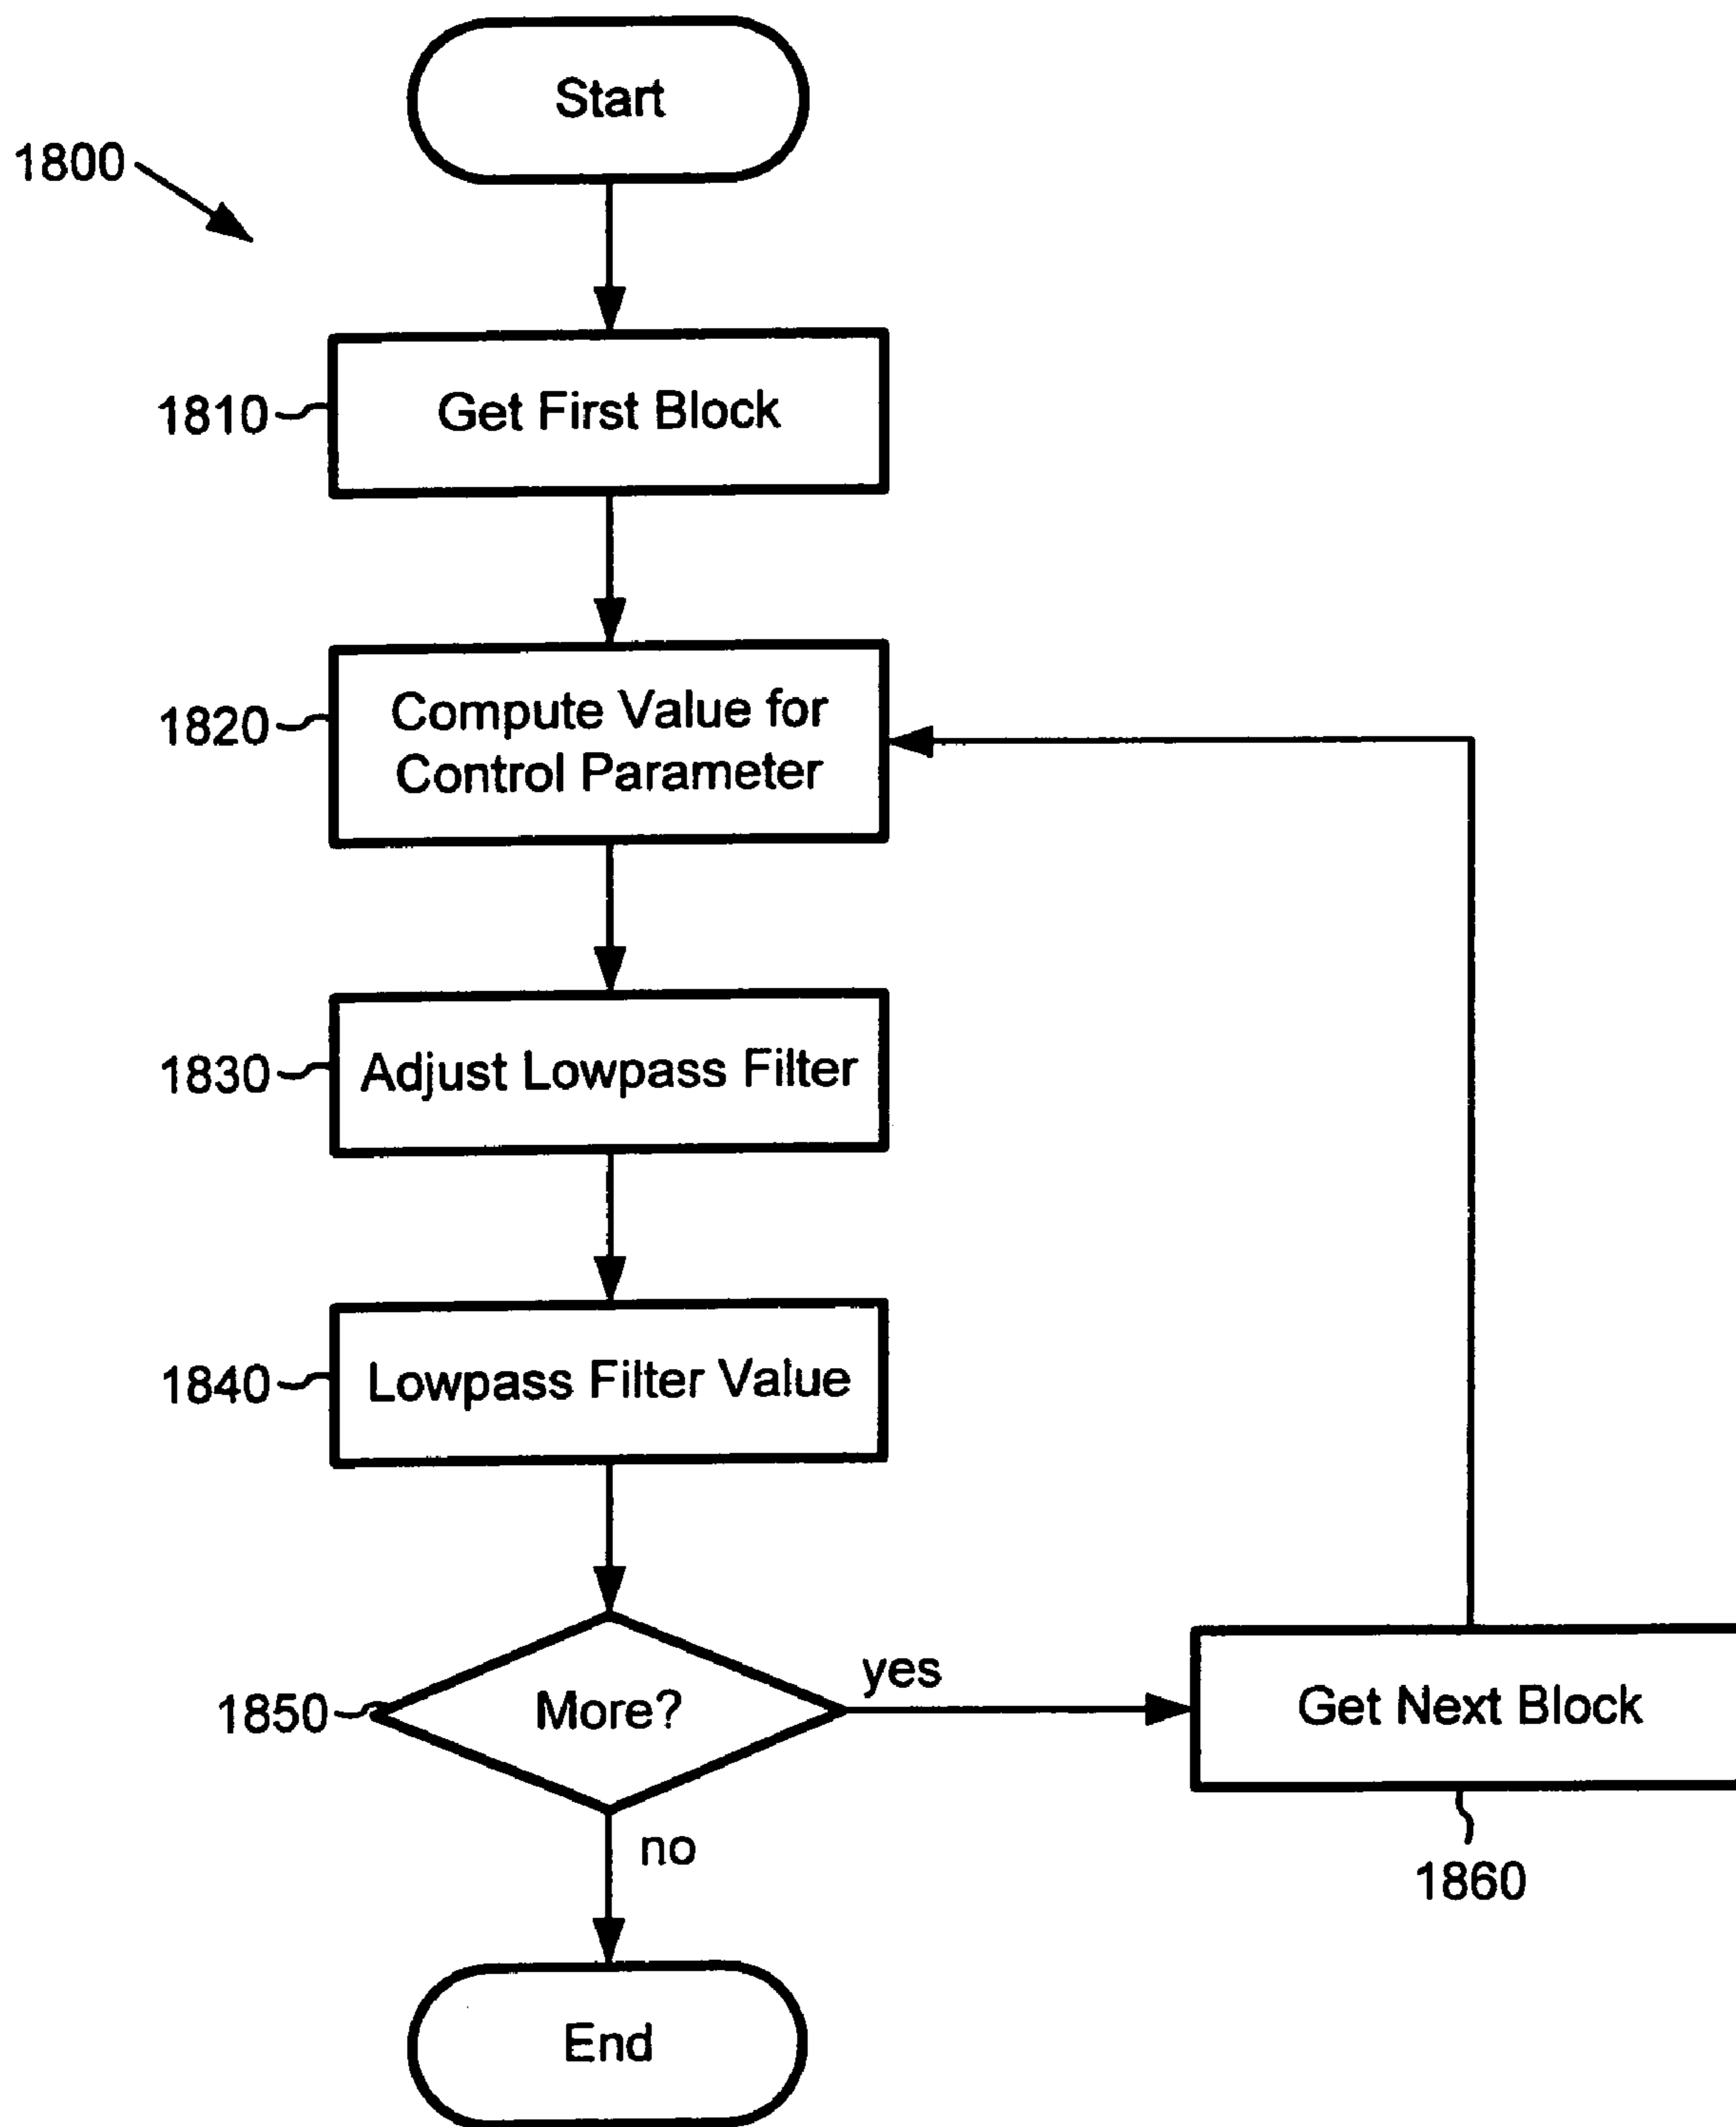 Start
1800
1810
Get First Block
1820
Compute Value for
Control Parameter
1830
Adjust Lowpass Filter
1840
Lowpass Filter Value
1850
More?
yes
Get Next Block
1860
no
End